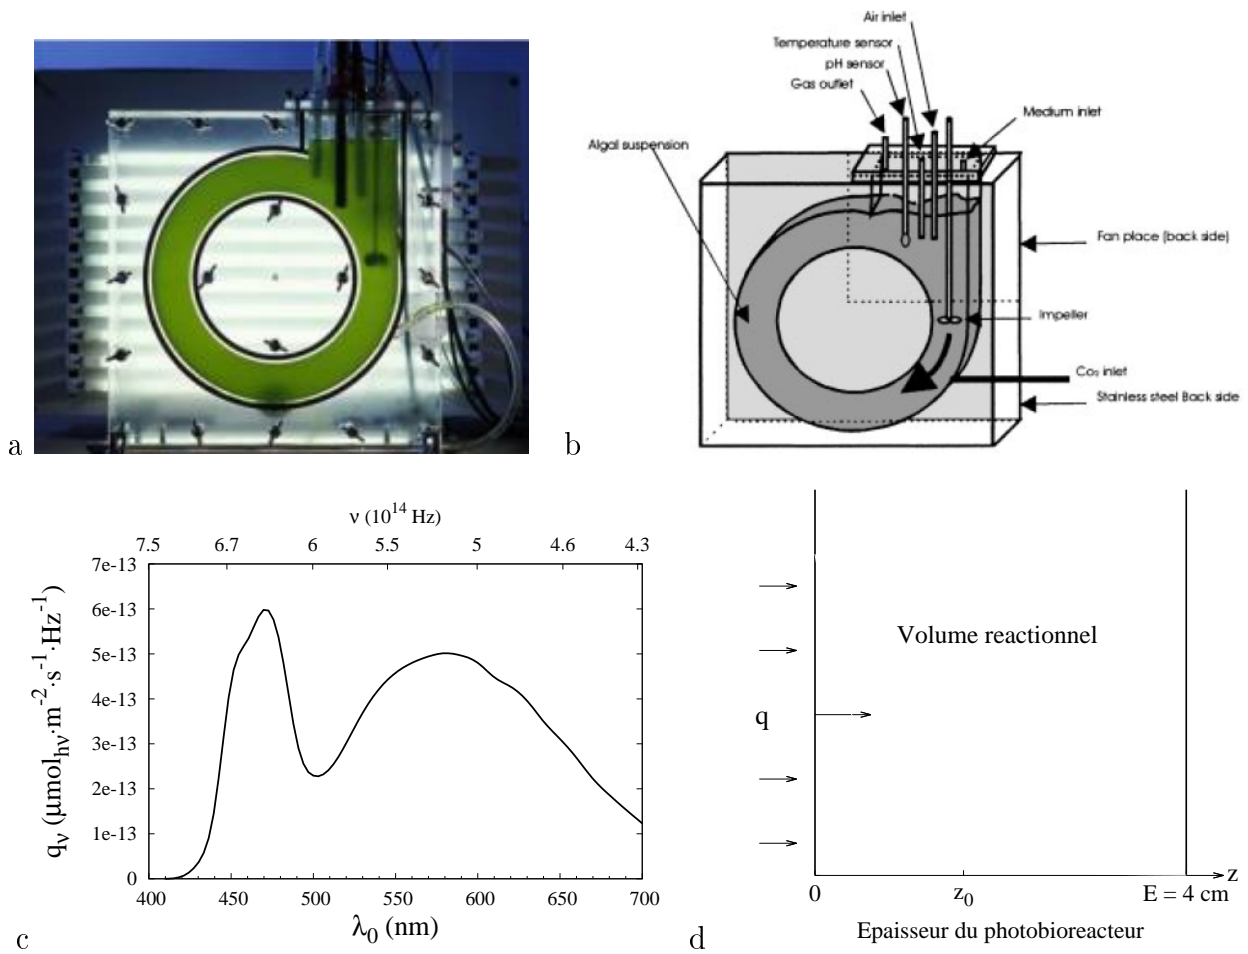 Air inlet
Temperature sensor
pH sensor
Gas outlet
Medium inlet
Algal suspension
Fan place (back side)
Impeller
Co₂ inlet
Stainless steel Back side
a
b
ν (10¹⁴ Hz)
7.5 6.7 6 5.5 5 4.6 4.3
7e-13
6e-13
5e-13
4e-13
3e-13
2e-13
1e-13
0
qν (μmolhν·m⁻²·s⁻¹·Hz⁻¹)
400 450 500 550 600 650 700
λ₀ (nm)
c
Volume reactionnel
q
z
0 z₀ E = 4 cm
Epaisseur du photobioreacteur
d